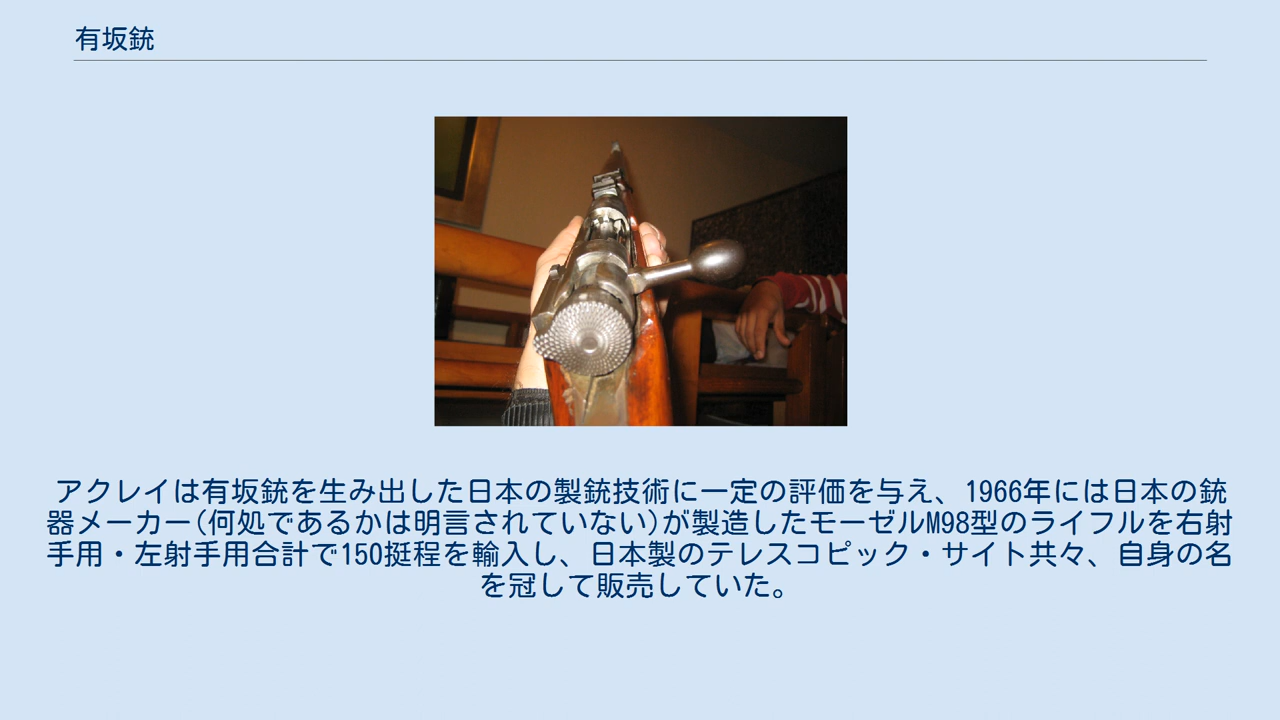 有坂銃
アクレイは有坂銃を生み出した日本の製銃技術に一定の評価を与え、1966年には日本の銃
器メーカー(何処であるかは明言されていない)が製造したモーゼルM98型のライフルを右射
手用・左射手用合計で150挺程を輸入し、日本製のテレスコピック・サイト共々、自身の名
を冠して販売していた。